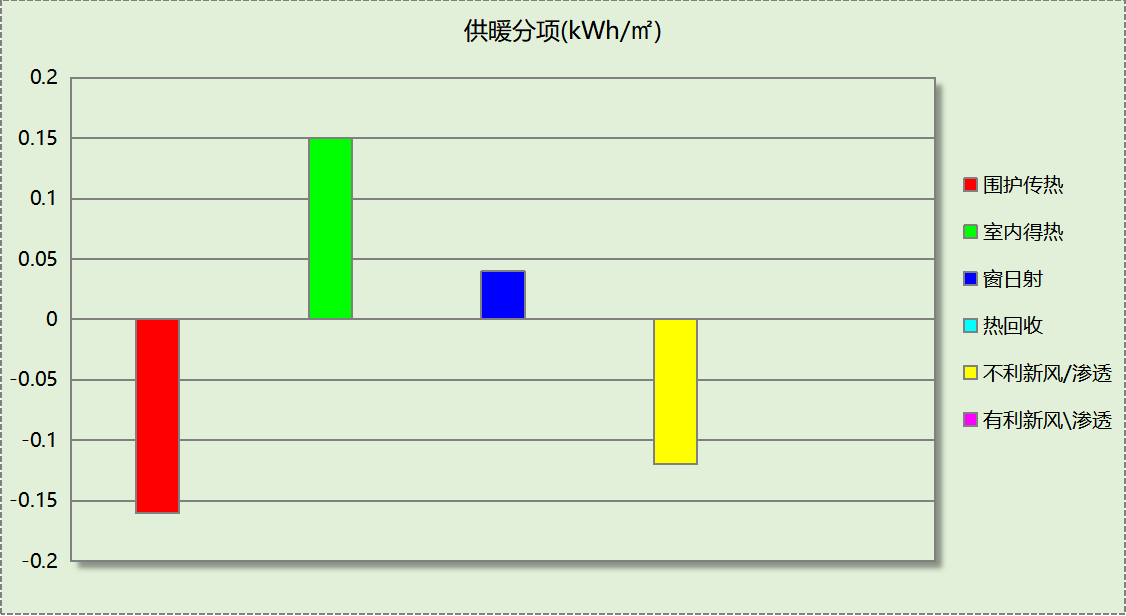 供暖分项(kWh/㎡)
0.2
0.15
0.1
0.05
0
-0.05
-0.1
-0.15
-0.2
围护传热
室内得热
窗日射
热回收
不利新风/渗透
有利新风\渗透